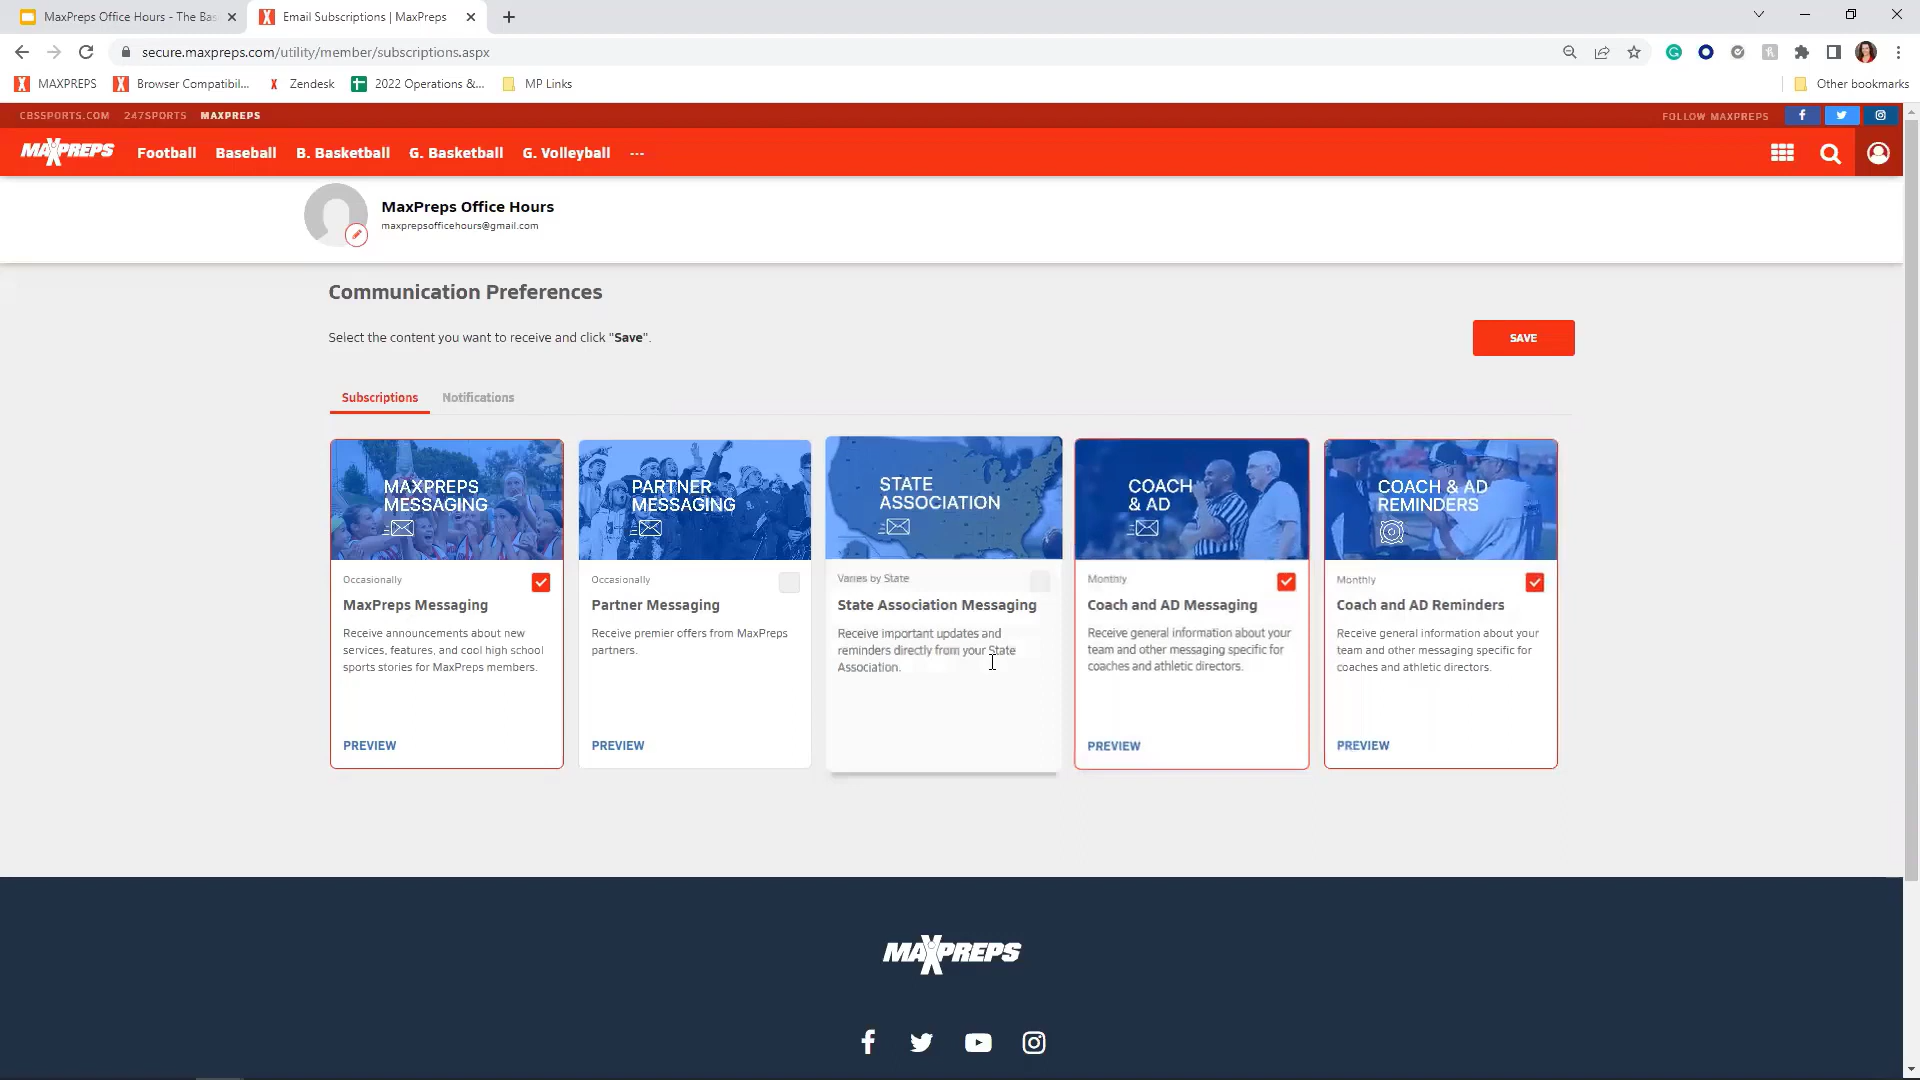 MaxPreps Office Hours - The Bas
Email Subscriptions | MaxPreps
secure.maxpreps.com/utility/member/subscriptions.aspx
MAXPREPS
Browser Compatibil...
Zendesk
2022 Operations &...
MP Links
Other bookmarks
CBSSPORTS.COM 247SPORTS MAXPREPS
FOLLOW MAXPREPS
MAXPREPS
Football
Baseball
B. Basketball
G. Basketball
G. Volleyball
MaxPreps Office Hours
maxprepsofficehours@gmail.com
Communication Preferences
Select the content you want to receive and click "Save".
SAVE
Subscriptions
Notifications
MAXPREPS
MESSAGING
Occasionally
MaxPreps Messaging
Receive announcements about new
services, features, and cool high school
sports stories for MaxPreps members.
PREVIEW
PARTNER
MESSAGING
Occasionally
Partner Messaging
Receive premier offers from MaxPreps
partners.
PREVIEW
STATE
ASSOCIATION
Varies by State
State Association Messaging
Receive important updates and
reminders directly from your State
Association.
COACH
& AD
Monthly
Coach and AD Messaging
Receive general information about your
team and other messaging specific for
coaches and athletic directors.
PREVIEW
COACH & AD
REMINDERS
Monthly
Coach and AD Reminders
Receive general information about your
team and other messaging specific for
coaches and athletic directors.
PREVIEW
MAXPREPS